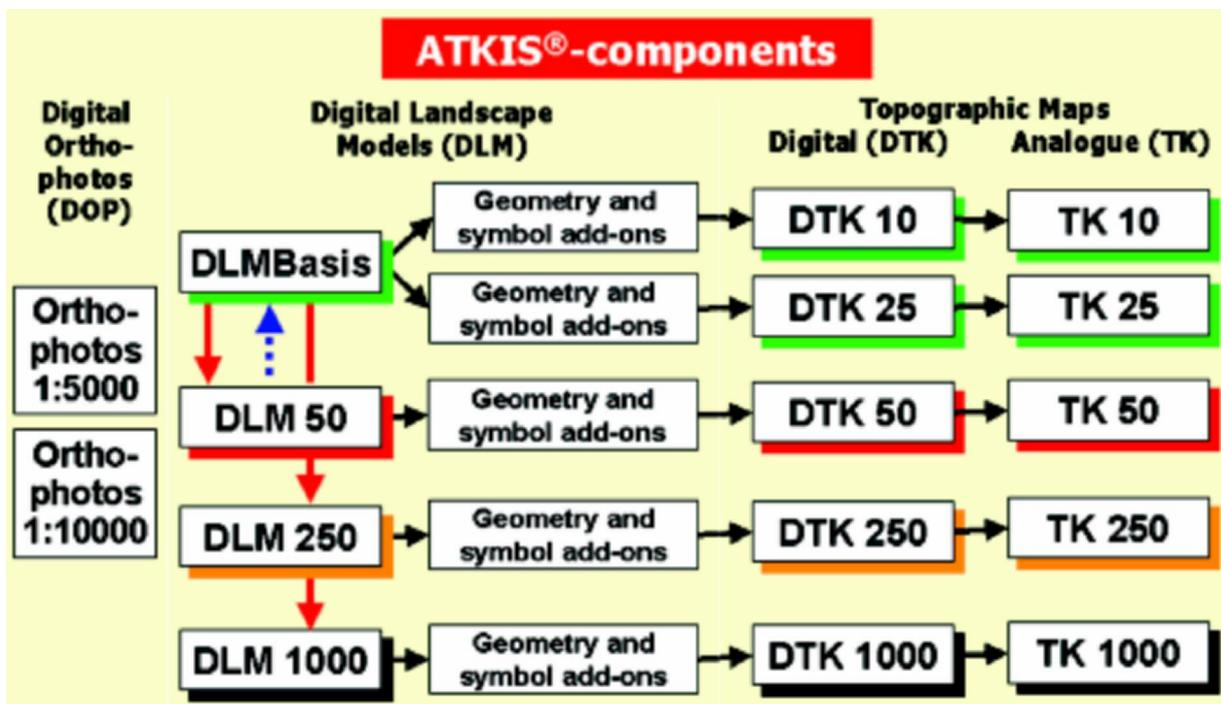 ATKIS®-components
Digital
Ortho-
photos
(DOP)
Digital Landscape
Models (DLM)
Topographic Maps
Digital (DTK)
Analogue (TK)
Ortho-
photos
1:5000
Ortho-
photos
1:10000
DLMBasis
Geometry and
symbol add-ons
DTK 10
TK 10
Geometry and
symbol add-ons
DTK 25
TK 25
DLM 50
Geometry and
symbol add-ons
DTK 50
TK 50
DLM 250
Geometry and
symbol add-ons
DTK 250
TK 250
DLM 1000
Geometry and
symbol add-ons
DTK 1000
TK 1000